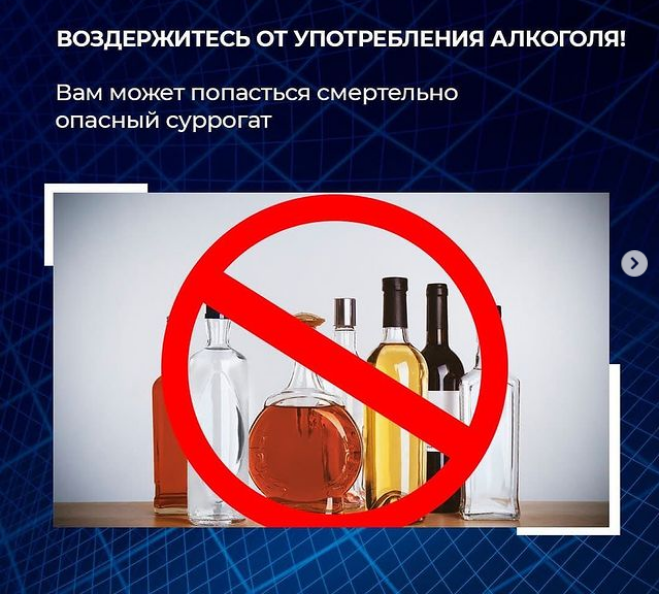 ВОЗДЕРЖИТЕСЬ ОТ УПОТРЕБЛЕНИЯ АЛКОГОЛЯ!
Вам может попасться смертельно
опасный суррогат